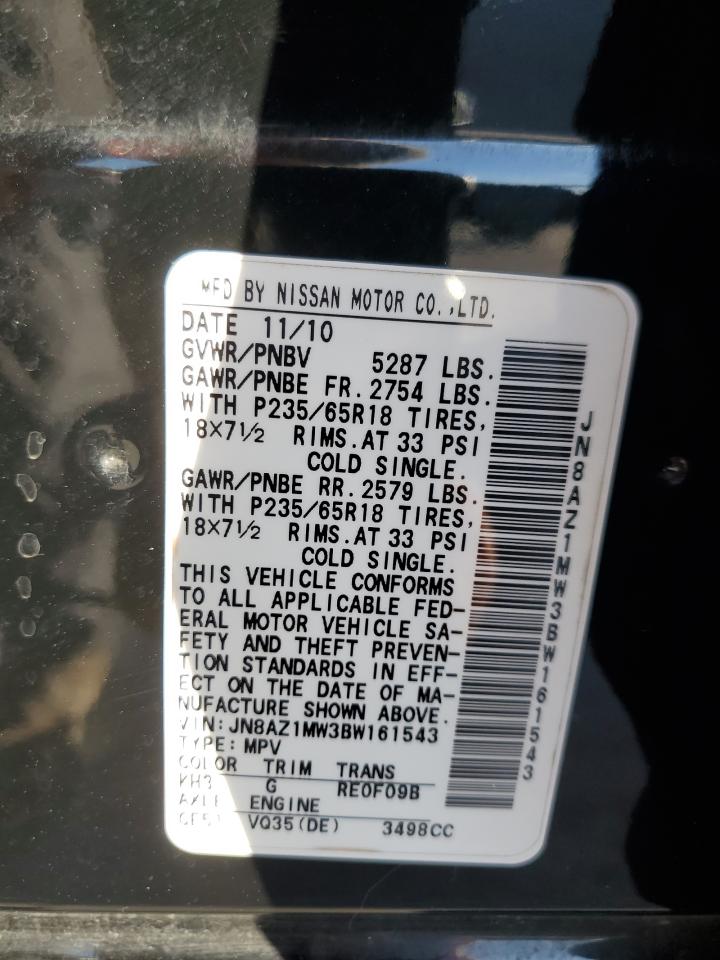 MFD BY NISSAN MOTOR CO.,LTD.
DATE 11/10
GVWR/PNBV 5287 LBS.
GAWR/PNBE FR. 2754 LBS.
WITH P235/65R18 TIRES,
18×7½ RIMS. AT 33 PSI
COLD SINGLE.
GAWR/PNBE RR. 2579 LBS.
WITH P235/65R18 TIRES,
18×7½ RIMS. AT 33 PSI
COLD SINGLE.
THIS VEHICLE CONFORMS
TO ALL APPLICABLE FED-
ERAL MOTOR VEHICLE SA-
FETY AND THEFT PREVEN-
TION STANDARDS IN EFF-
ECT ON THE DATE OF MA-
NUFACTURE SHOWN ABOVE.
VIN: JN8AZ1MW3BW161543
TYPE: MPV
COLOR TRIM TRANS
KH3 G RE0F09B
AXLE ENGINE
VQ35(DE) 3498CC
JN8AZ1MW3BW161543